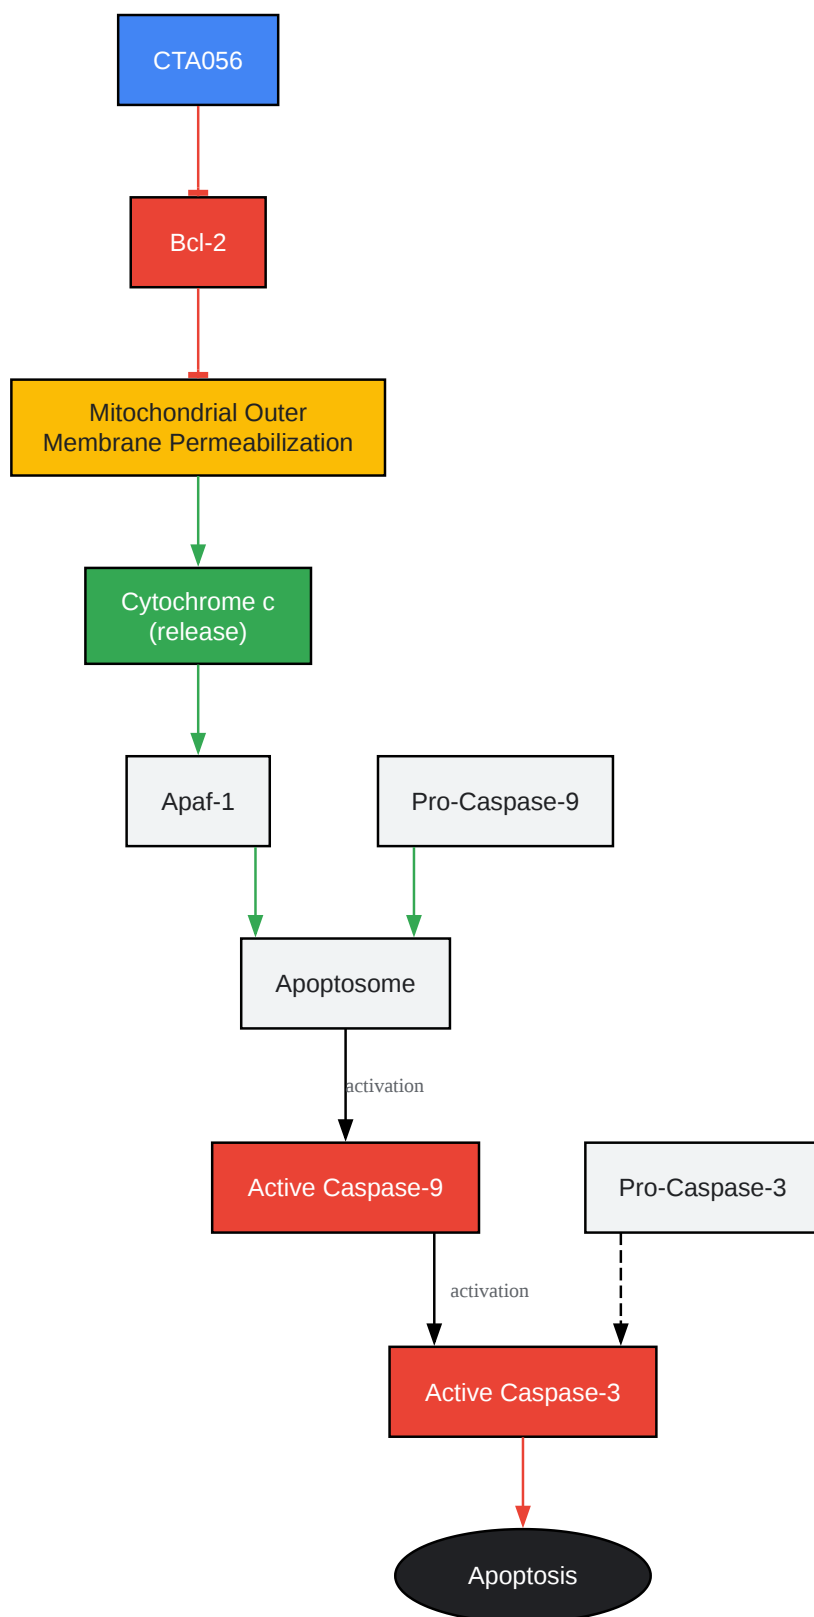 CTA056
Bcl-2
Mitochondrial Outer
Membrane Permeabilization
Cytochrome c
(release)
Apaf-1
Pro-Caspase-9
Apoptosome
activation
Active Caspase-9
Pro-Caspase-3
activation
Active Caspase-3
Apoptosis